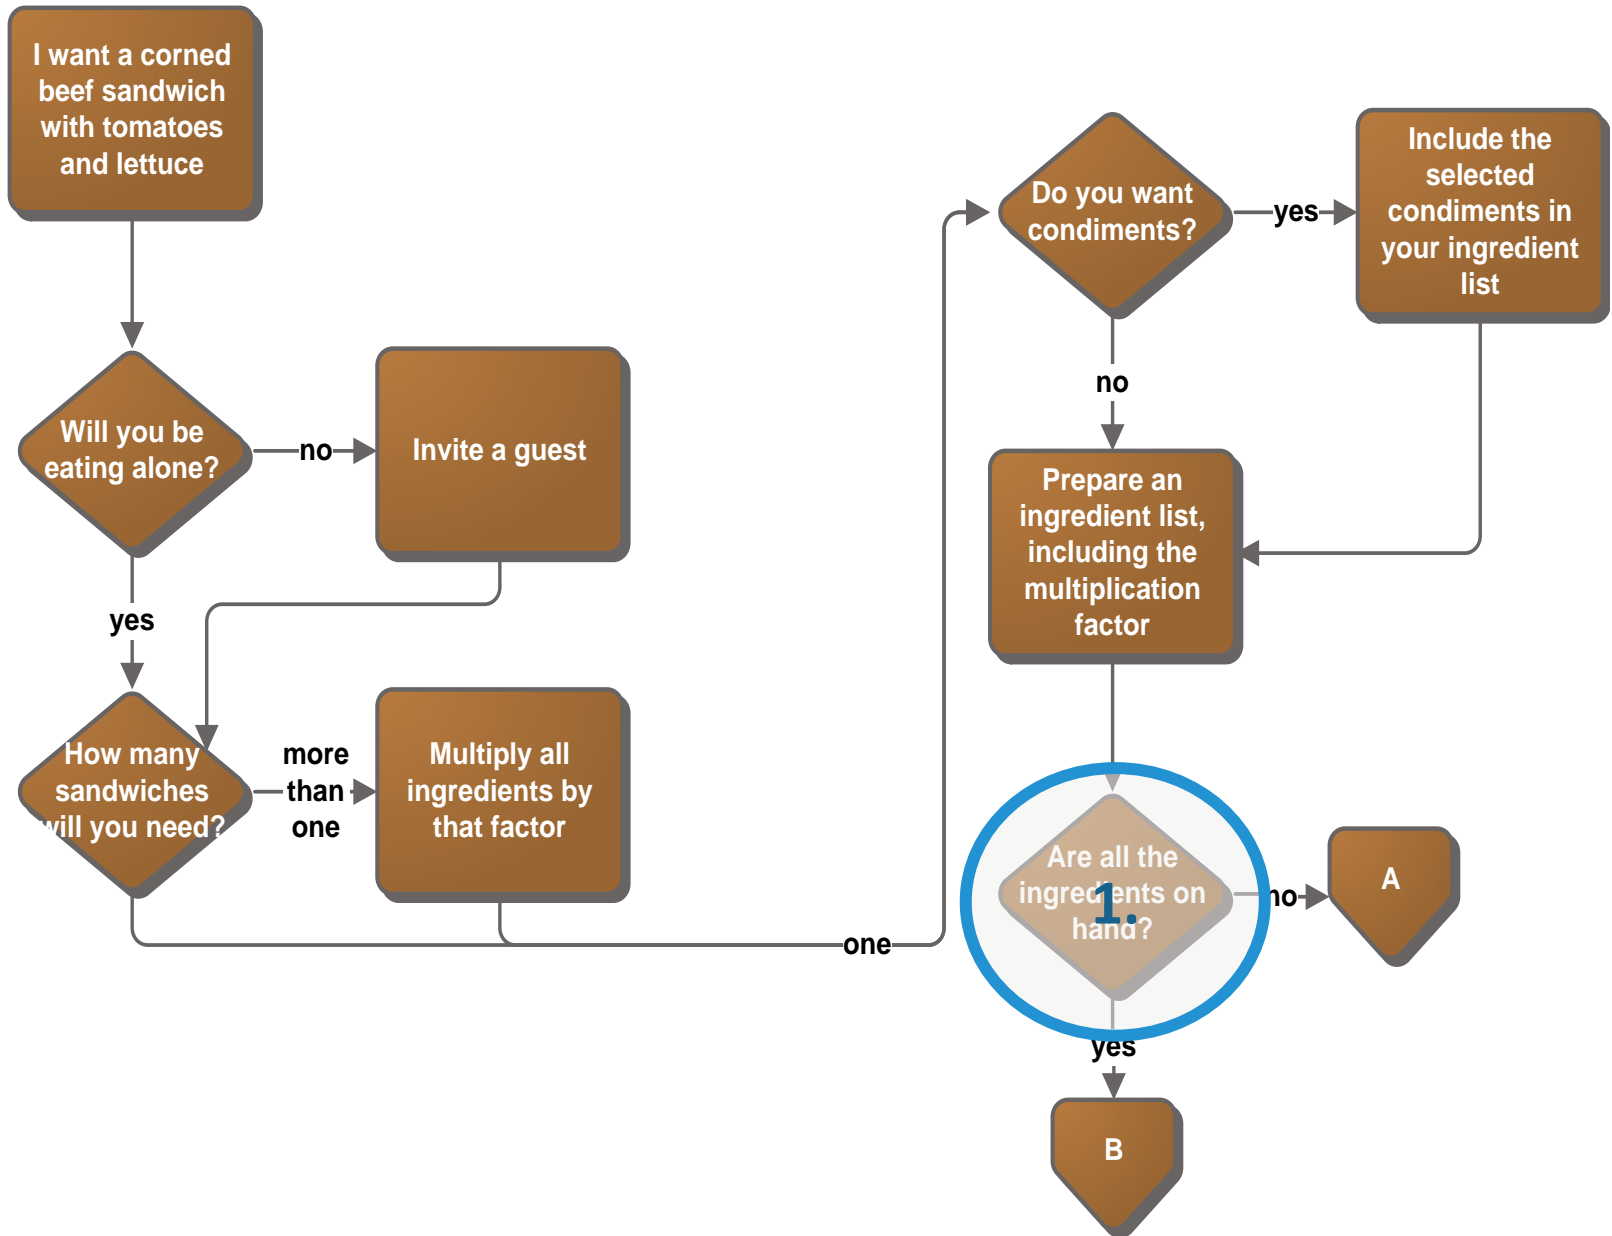 I want a corned
beef sandwich
with tomatoes
and lettuce
Will you be
eating alone?
no
Invite a guest
yes
How many
sandwiches
will you need?
more
than
one
Multiply all
ingredients by
that factor
one
Do you want
condiments?
yes
Include the
selected
condiments in
your ingredient
list
no
Prepare an
ingredient list,
including the
multiplication
factor
Are all the
ingredients on
hand?
1.
no
A
yes
B